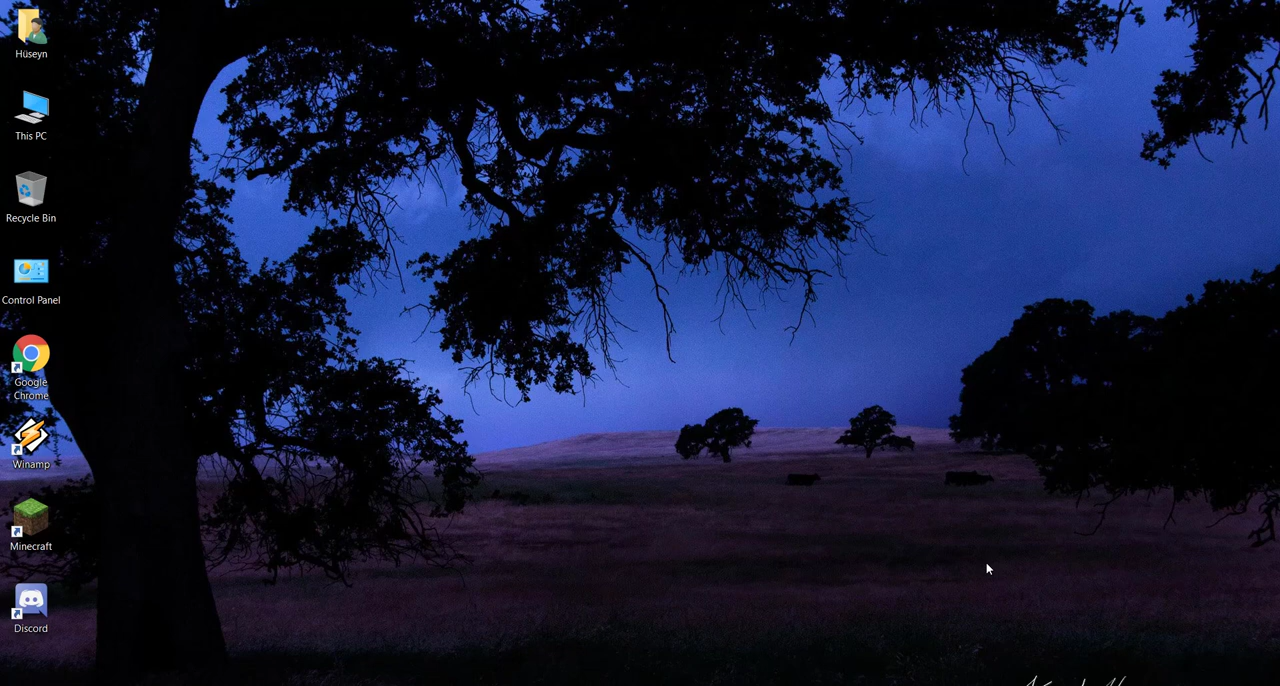 Hüseyn
This PC
Recycle Bin
Control Panel
Google
Chrome
Winamp
Minecraft
Discord